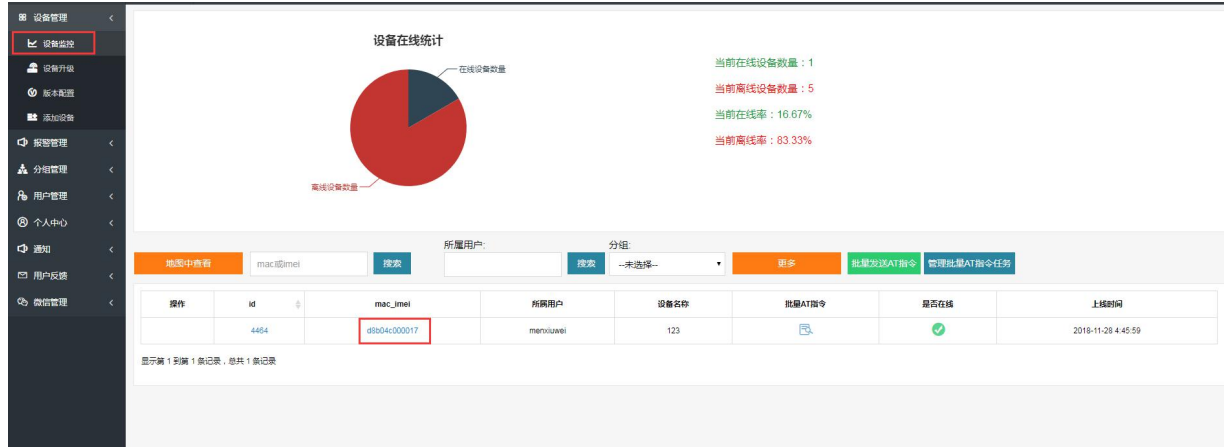 设备管理
设备监控
设备升级
版本配置
添加设备
报警管理
分组管理
用户管理
个人中心
通知
用户反馈
微信管理
设备在线统计
在线设备数量
离线设备数量
当前在线设备数量：1
当前离线设备数量：5
当前在线率：16.67%
当前离线率：83.33%
所属用户: 分组:
地图中查看 mac或imei 搜索 搜索 --未选择-- 更多 批量发送AT指令 管理批量AT指令任务
操作 id mac_imei 所属用户 设备名称 批量AT指令 是否在线 上线时间
4464 d8b04c000017 menxiuwei 123 2018-11-28 4:45:59
显示第 1 到第 1 条记录，总共 1 条记录